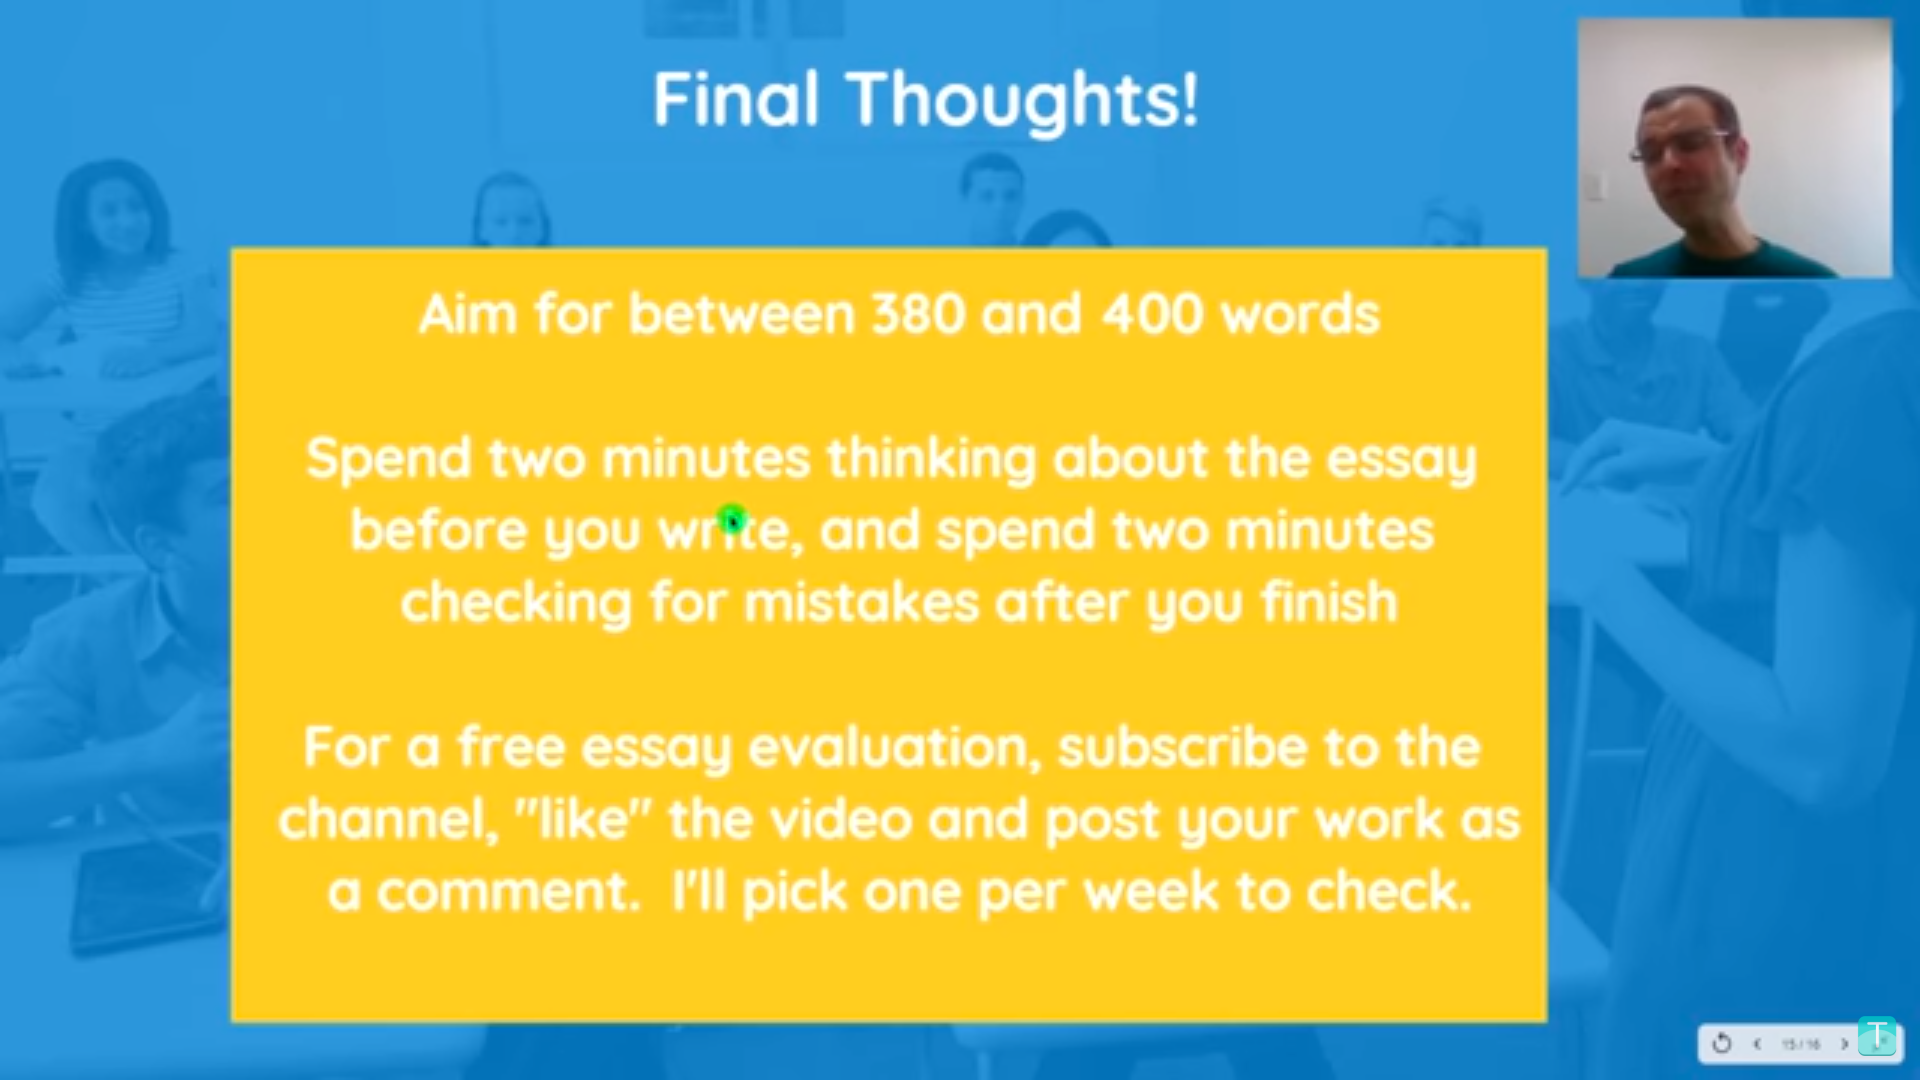 Final Thoughts!
Aim for between 380 and 400 words
Spend two minutes thinking about the essay
before you write, and spend two minutes
checking for mistakes after you finish
For a free essay evaluation, subscribe to the
channel, "like" the video and post your work as
a comment. I'll pick one per week to check.
15 / 16
T